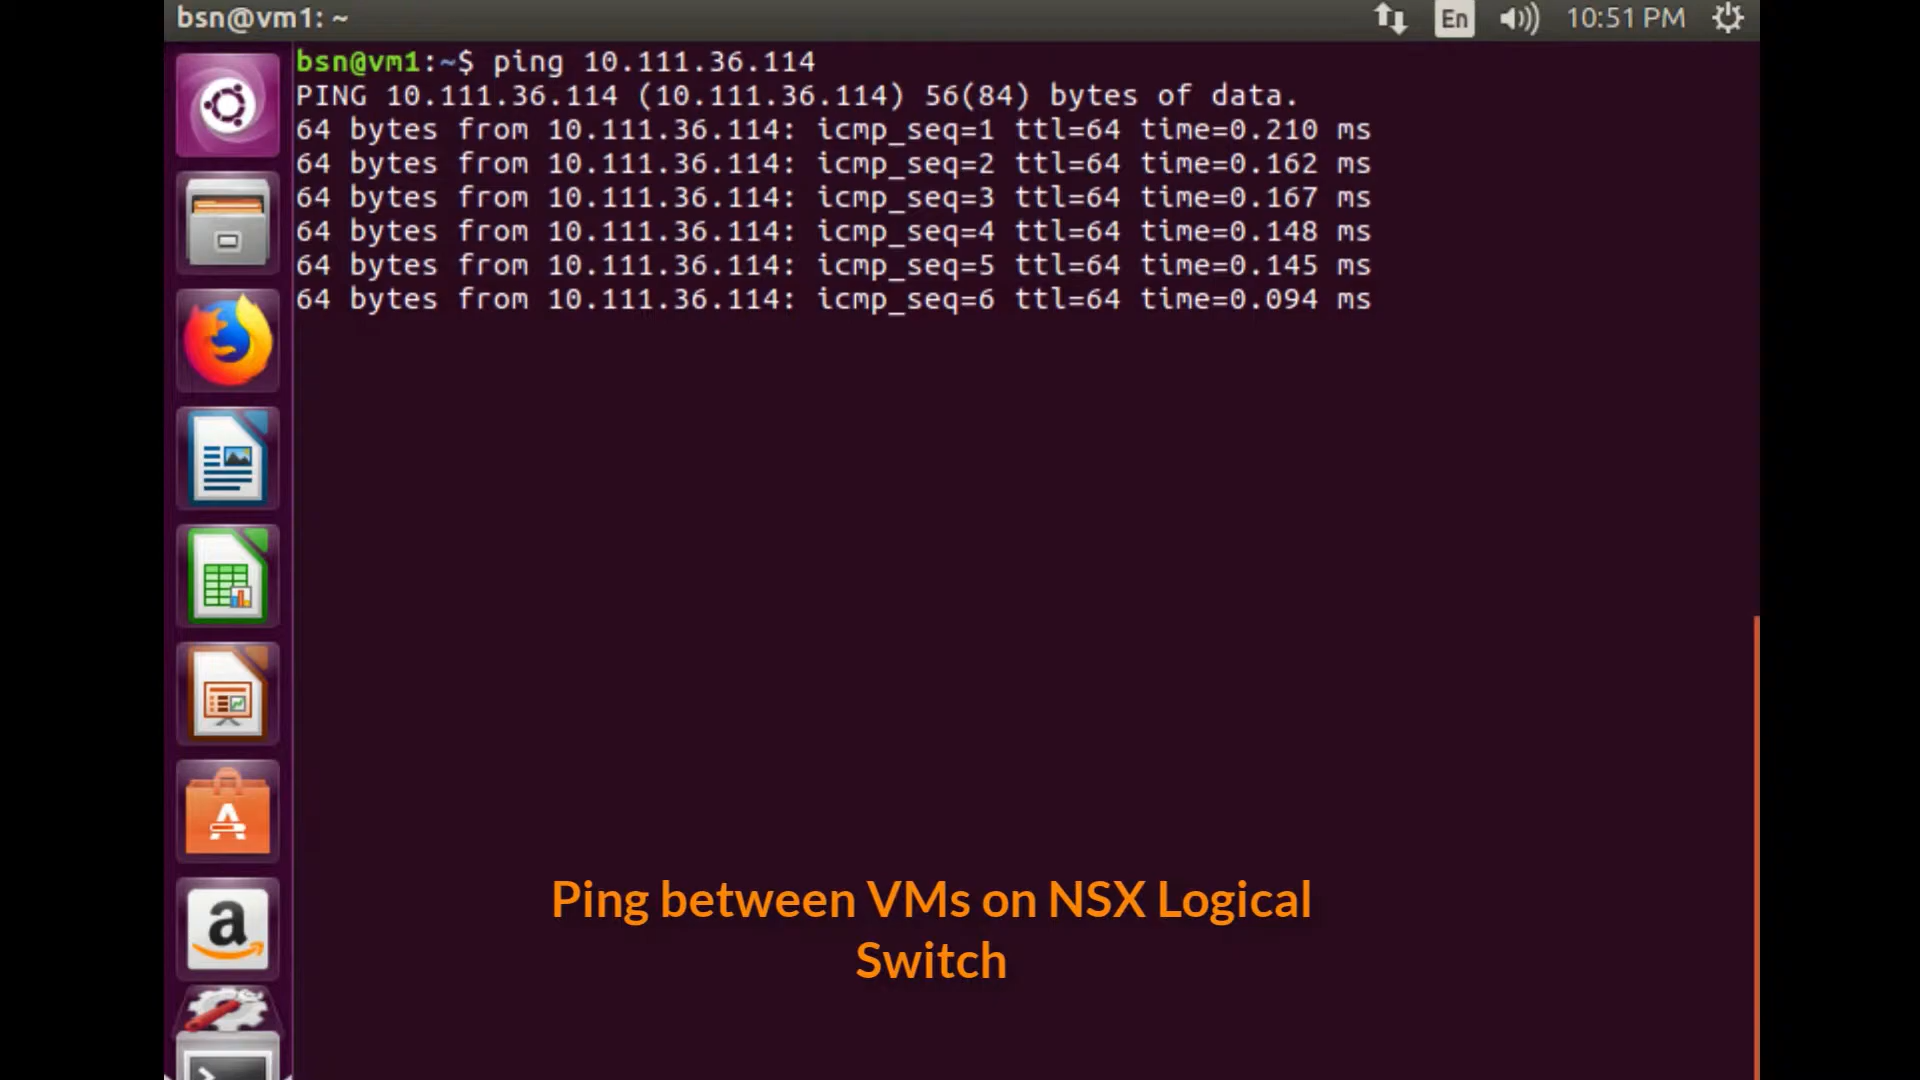 bsn@vm1: ~
En
10:51 PM
bsn@vm1:~$ ping 10.111.36.114
PING 10.111.36.114 (10.111.36.114) 56(84) bytes of data.
64 bytes from 10.111.36.114: icmp_seq=1 ttl=64 time=0.210 ms
64 bytes from 10.111.36.114: icmp_seq=2 ttl=64 time=0.162 ms
64 bytes from 10.111.36.114: icmp_seq=3 ttl=64 time=0.167 ms
64 bytes from 10.111.36.114: icmp_seq=4 ttl=64 time=0.148 ms
64 bytes from 10.111.36.114: icmp_seq=5 ttl=64 time=0.145 ms
64 bytes from 10.111.36.114: icmp_seq=6 ttl=64 time=0.094 ms
Ping between VMs on NSX Logical
Switch